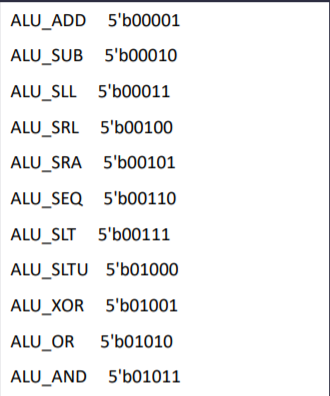 ALU_ADD 5'b00001
ALU_SUB 5'b00010
ALU_SLL 5'b00011
ALU_SRL 5'b00100
ALU_SRA 5'b00101
ALU_SEQ 5'b00110
ALU_SLT 5'b00111
ALU_SLTU 5'b01000
ALU_XOR 5'b01001
ALU_OR 5'b01010
ALU_AND 5'b01011